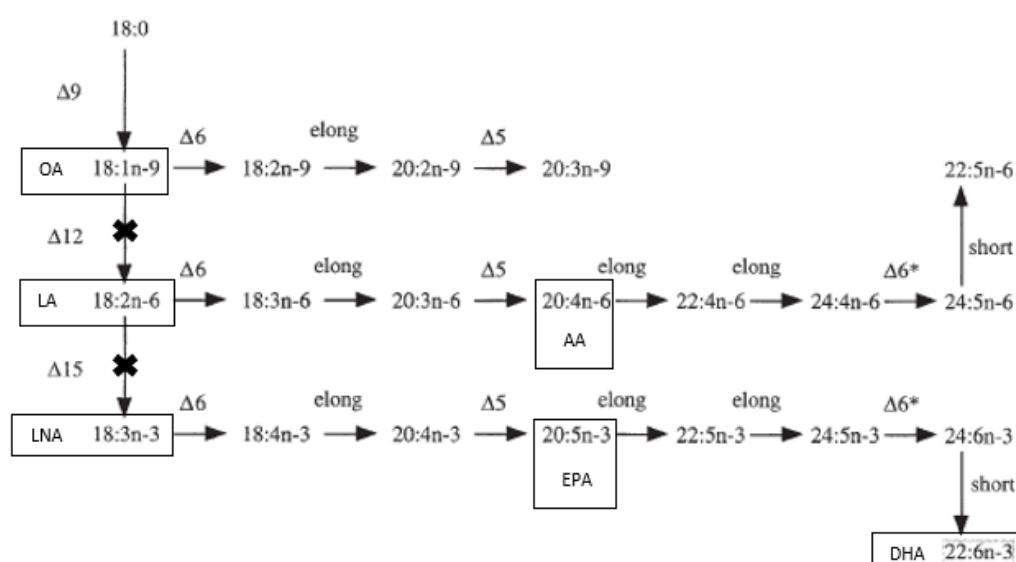 18:0
Δ9
Δ6 elong Δ5
OA 18:1n-9 18:2n-9 20:2n-9 20:3n-9 22:5n-6
Δ12 short
Δ6 elong Δ5 elong elong Δ6*
LA 18:2n-6 18:3n-6 20:3n-6 20:4n-6 22:4n-6 24:4n-6 24:5n-6
AA
Δ15
Δ6 elong Δ5 elong elong Δ6*
LNA 18:3n-3 18:4n-3 20:4n-3 20:5n-3 22:5n-3 24:5n-3 24:6n-3
EPA short
DHA 22:6n-3